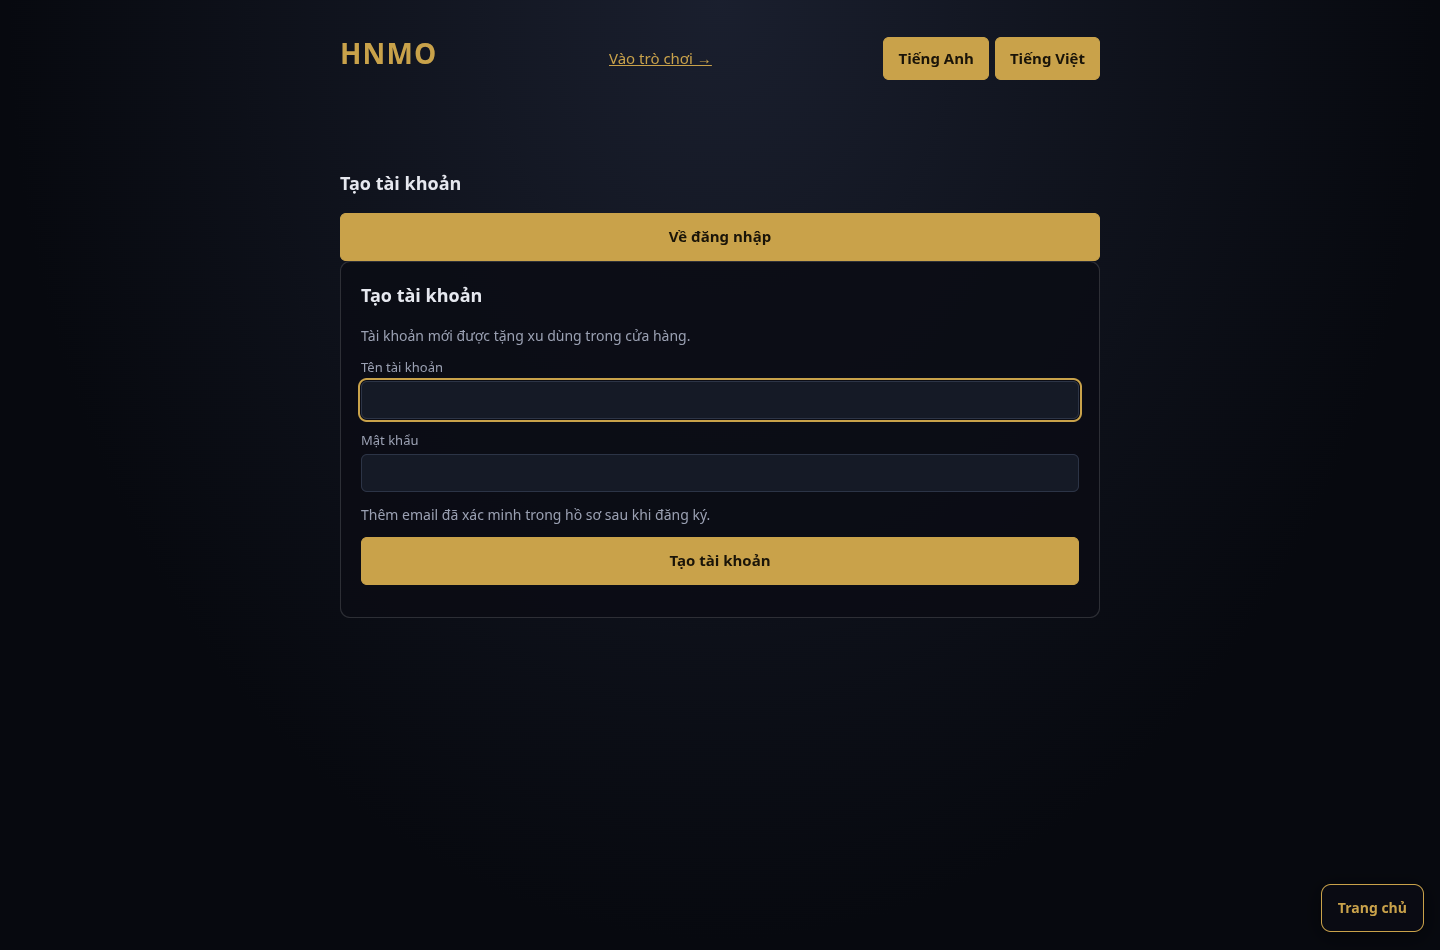 HNMO
Vào trò chơi →
Tiếng Anh
Tiếng Việt
Tạo tài khoản
Về đăng nhập
Tạo tài khoản
Tài khoản mới được tặng xu dùng trong cửa hàng.
Tên tài khoản
Mật khẩu
Thêm email đã xác minh trong hồ sơ sau khi đăng ký.
Tạo tài khoản
Trang chủ